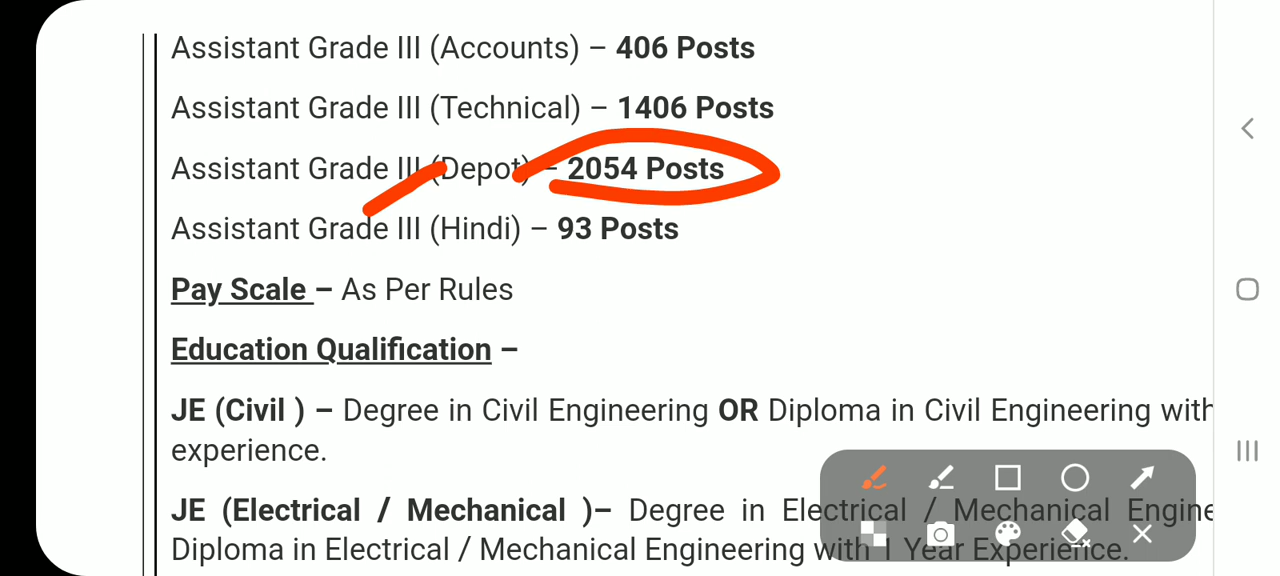 Assistant Grade III (Accounts) – 406 Posts
Assistant Grade III (Technical) – 1406 Posts
Assistant Grade III (Depot) – 2054 Posts
Assistant Grade III (Hindi) – 93 Posts
Pay Scale – As Per Rules
Education Qualification –
JE (Civil ) – Degree in Civil Engineering OR Diploma in Civil Engineering with
experience.
JE (Electrical / Mechanical )– Degree in Electrical / Mechanical Engine
Diploma in Electrical / Mechanical Engineering with 1 Year Experience.